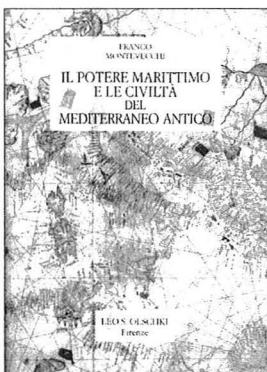 FRANCO
MONTEVECCHI
IL POTERE MARITTIMO
E LE CIVILTÀ
DEL
MEDITERRANEO ANTICO
LEO S. OLSCHKI
Firenze